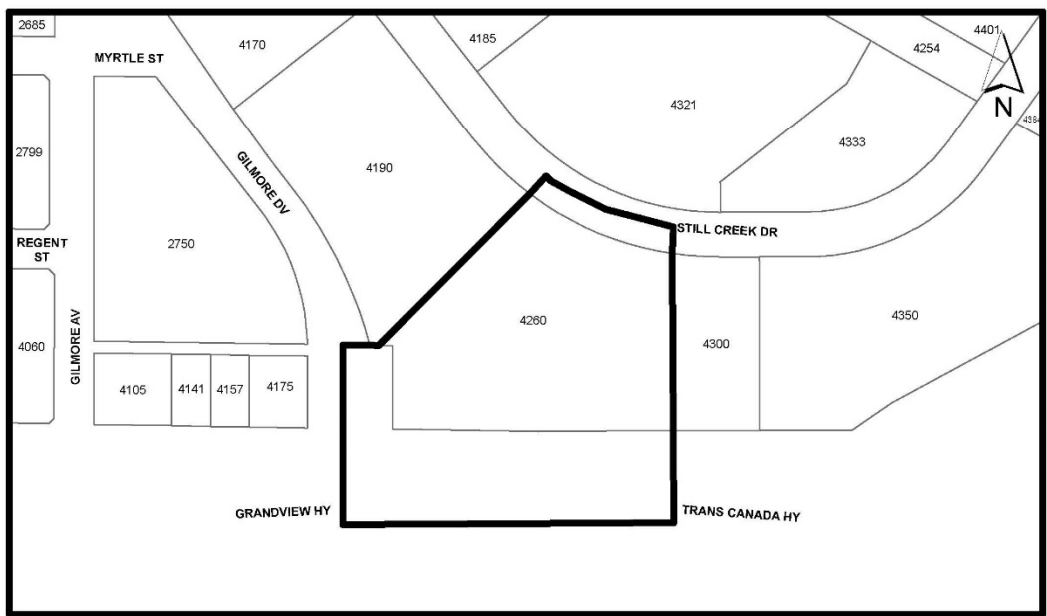 2685
4170
4185
4401
4254
MYRTLE ST
N
4321
4384
2799
4333
GILMORE DV
4190
STILL CREEK DR
REGENT
ST
2750
4260
4350
4060
GILMORE AV
4300
4105
4141
4157
4175
GRANDVIEW HY
TRANS CANADA HY